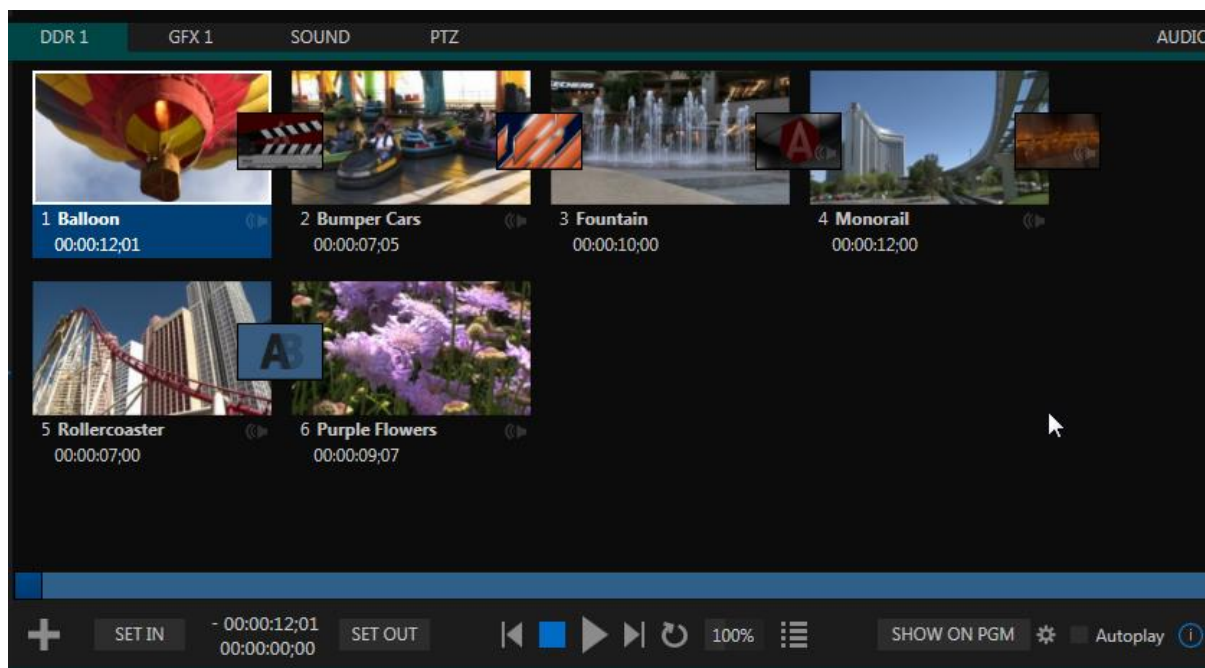 DDR 1 GFX 1 SOUND PTZ AUDIO
1 Balloon 2 Bumper Cars 3 Fountain 4 Monorail
00:00:12;01 00:00:07;05 00:00:10;00 00:00:12;00
A
AB
5 Rollercoaster 6 Purple Flowers
00:00:07;00 00:00:09;07
- 00:00:12;01
SET IN SET OUT 100% SHOW ON PGM Autoplay i
00:00:00;00